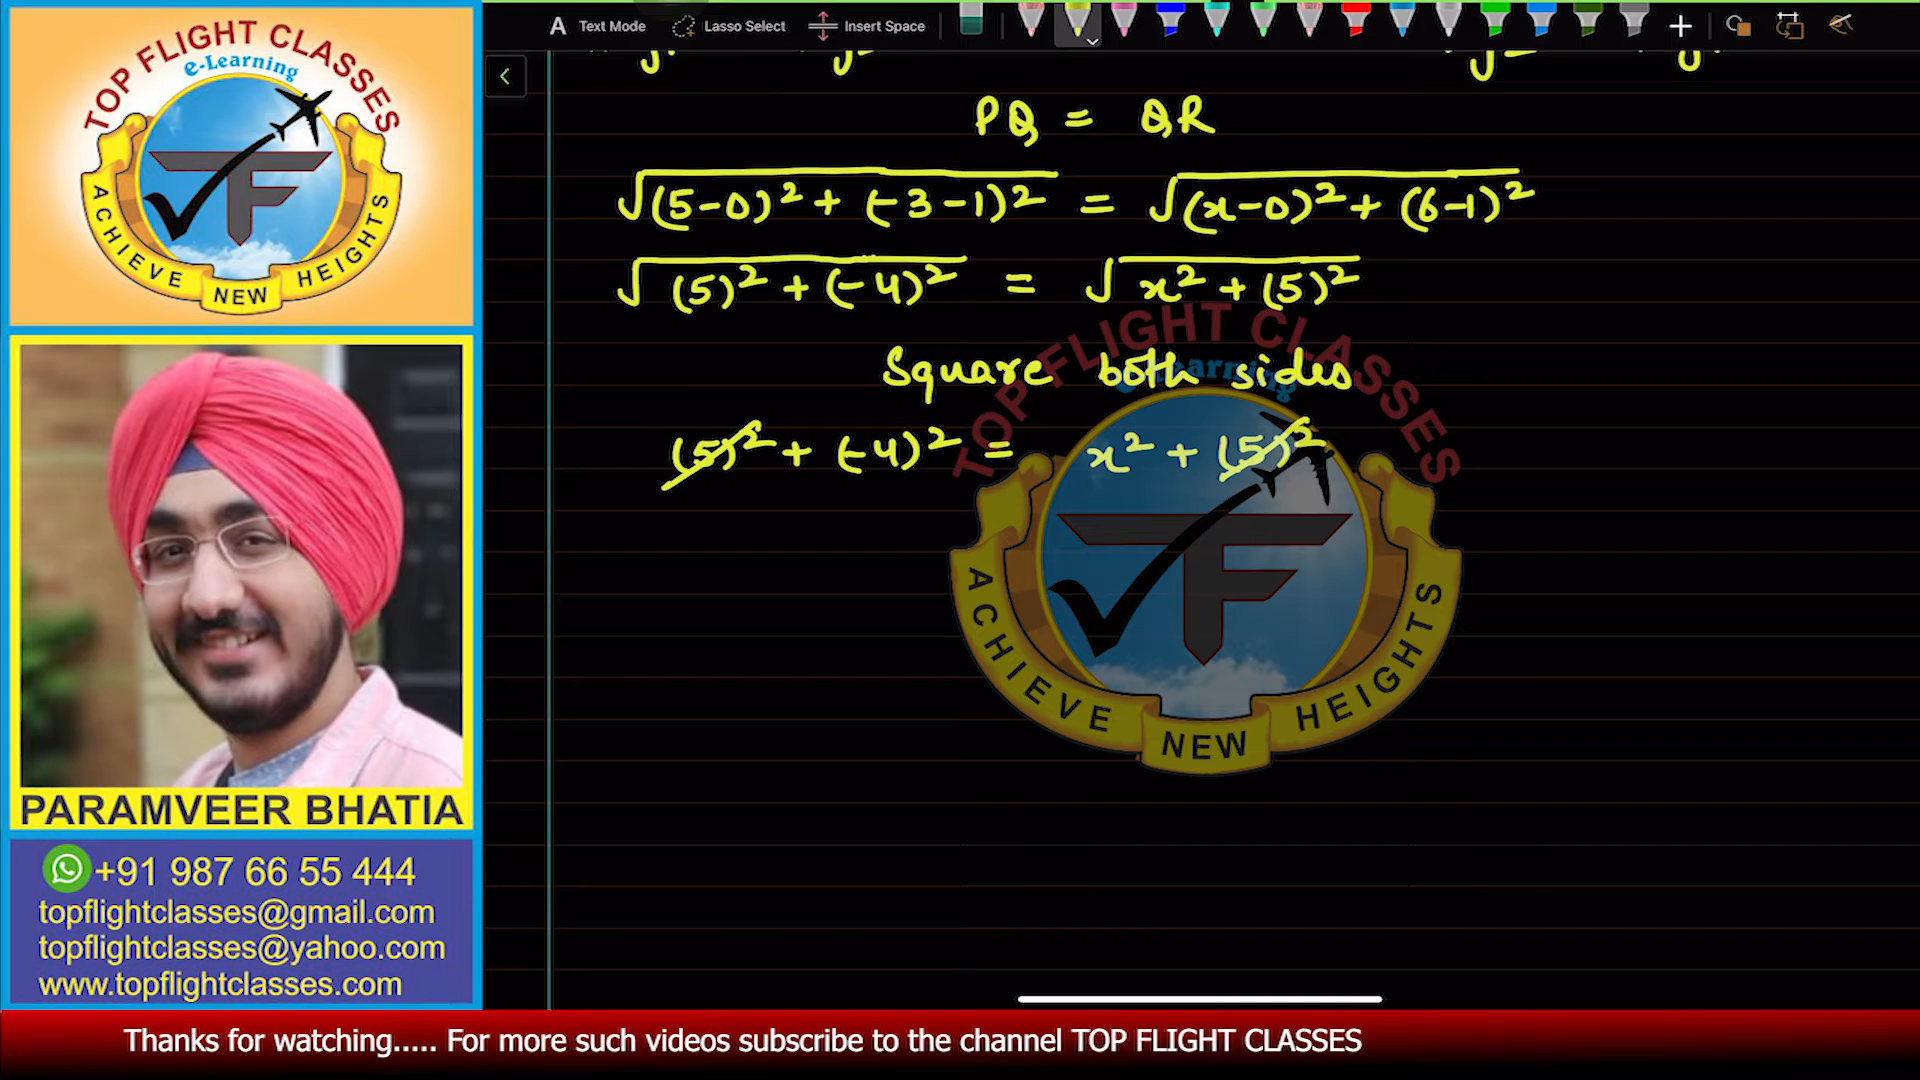 TOP FLIGHT CLASSES
e-Learning
ACHIEVE NEW HEIGHTS
PARAMVEER BHATIA
+91 987 66 55 444
topflightclasses@gmail.com
topflightclasses@yahoo.com
www.topflightclasses.com
A Text Mode Lasso Select Insert Space
PQ = QR
√(5-0)² + (-3-1)² = √(x-0)² + (6-1)²
√(5)² + (-4)² = √x² + (5)²
Square both sides
(5)² + (-4)² = x² + (5)²
TOP FLIGHT CLASSES
e-Learning
ACHIEVE NEW HEIGHTS
Thanks for watching..... For more such videos subscribe to the channel TOP FLIGHT CLASSES